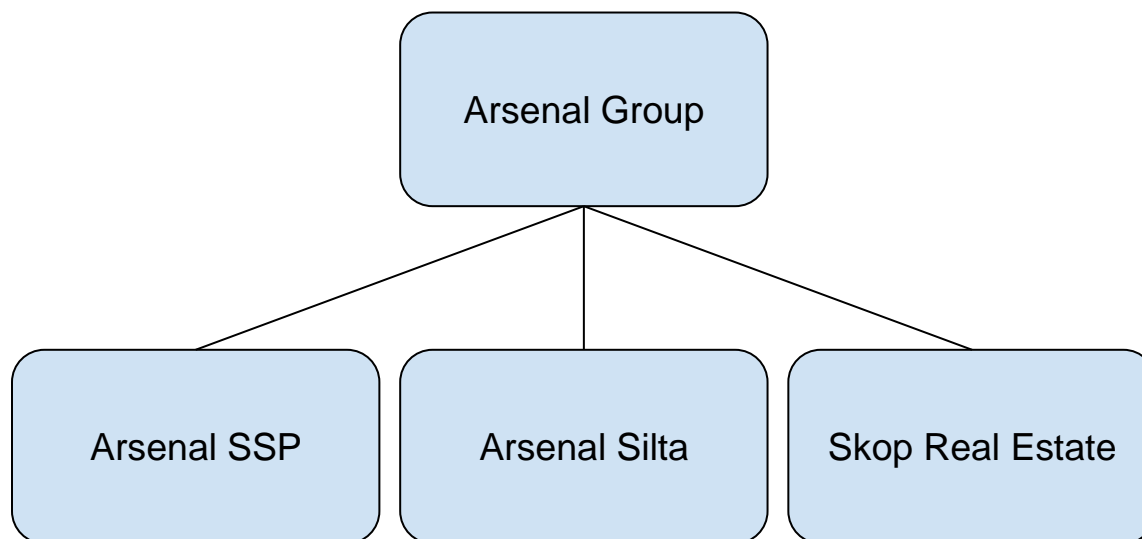 Arsenal Group
Arsenal SSP
Arsenal Silta
Skop Real Estate